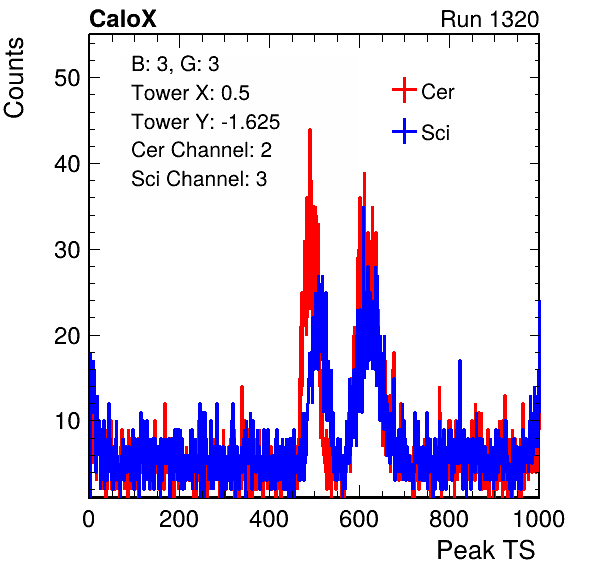 CaloX Run 1320
Counts
B: 3, G: 3
Tower X: 0.5
Tower Y: -1.625
Cer Channel: 2
Sci Channel: 3
Cer
Sci
50
40
30
20
10
0 200 400 600 800 1000
Peak TS